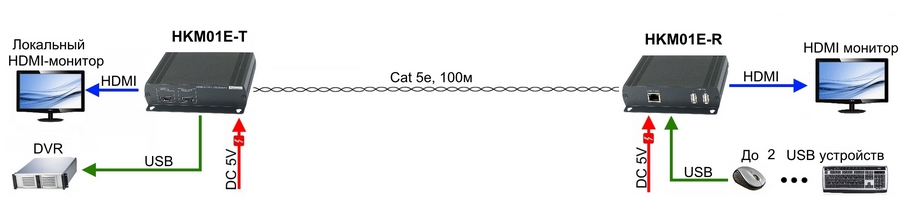 HKM01E-T
HKM01E-R
Локальный
HDMI-монитор
HDMI монитор
HDMI
Cat 5e, 100м
HDMI
DVR
USB
DC 5V
DC 5V
USB
До 2 USB устройств